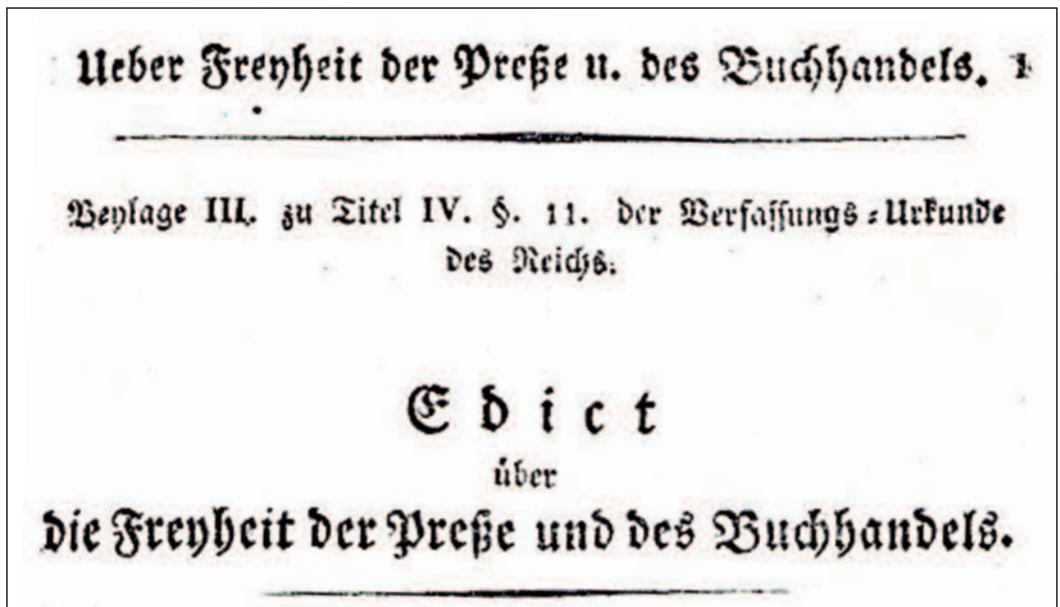 Ueber Freyheit der Preße u. des Buchhandels. 1
Beylage III. zu Titel IV. §. 11. der Verfassungs-Urkunde
des Reichs.
Edict
über
die Freyheit der Preße und des Buchhandels.